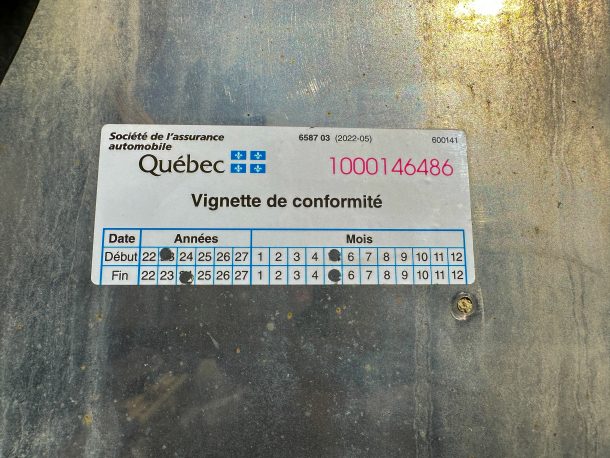 Société de l'assurance
automobile
Québec
6587 03 (2022-05)
600141
1000146486
Vignette de conformité
Date Années Mois
Début 22 24 25 26 27 1 2 3 4 6 7 8 9 10 11 12
Fin 22 23 25 26 27 1 2 3 4 6 7 8 9 10 11 12